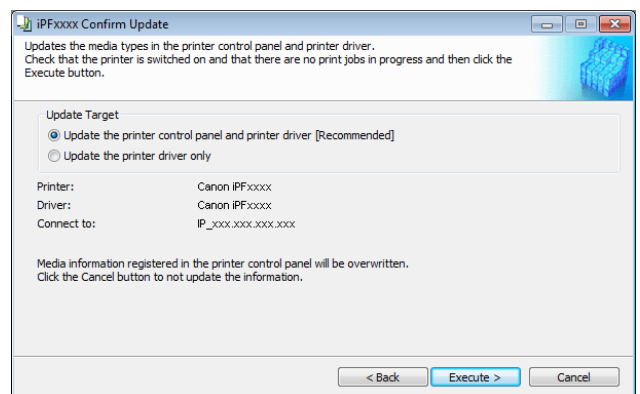 iPFxxxx Confirm Update
Updates the media types in the printer control panel and printer driver.
Check that the printer is switched on and that there are no print jobs in progress and then click the
Execute button.
Update Target
Update the printer control panel and printer driver [Recommended]
Update the printer driver only
Printer: Canon iPFxxxx
Driver: Canon iPFxxxx
Connect to: IP_xxx.xxx.xxx.xxx
Media information registered in the printer control panel will be overwritten.
Click the Cancel button to not update the information.
< Back Execute > Cancel